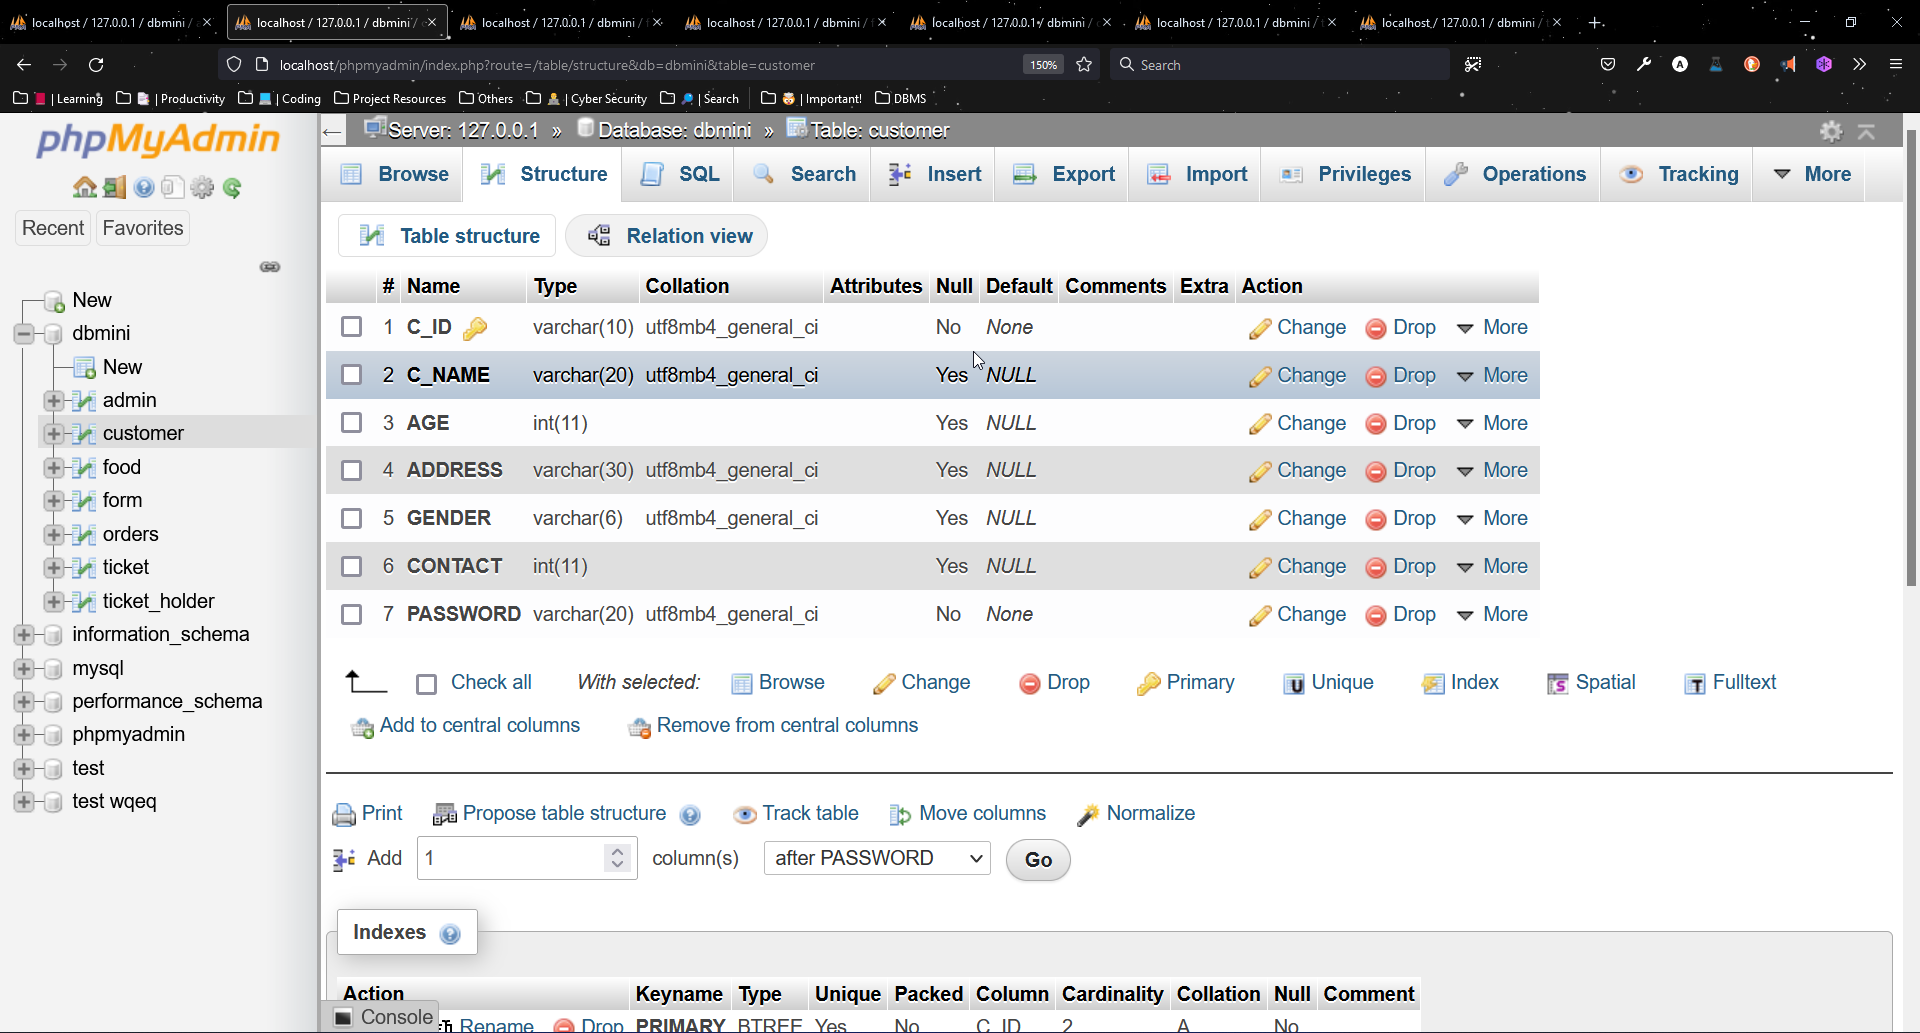 localhost / 127.0.0.1 / dbmini / localhost / 127.0.0.1 / dbmini / localhost / 127.0.0.1 / dbmini / localhost / 127.0.0.1 / dbmini / localhost / 127.0.0.1 / dbmini / localhost / 127.0.0.1 / dbmini / localhost / 127.0.0.1 / dbmini /
localhost/phpmyadmin/index.php?route=/table/structure&db=dbmini&table=customer 150% Search
| Learning | Productivity | Coding Project Resources Others | Cyber Security | Search | Important! DBMS
phpMyAdmin
Recent Favorites
New
dbmini
New
admin
customer
food
form
orders
ticket
ticket_holder
information_schema
mysql
performance_schema
phpmyadmin
test
test wqeq
Server: 127.0.0.1 » Database: dbmini » Table: customer
Browse Structure SQL Search Insert Export Import Privileges Operations Tracking More
Table structure Relation view
# Name Type Collation Attributes Null Default Comments Extra Action
1 C_ID varchar(10) utf8mb4_general_ci No None Change Drop More
2 C_NAME varchar(20) utf8mb4_general_ci Yes NULL Change Drop More
3 AGE int(11) Yes NULL Change Drop More
4 ADDRESS varchar(30) utf8mb4_general_ci Yes NULL Change Drop More
5 GENDER varchar(6) utf8mb4_general_ci Yes NULL Change Drop More
6 CONTACT int(11) Yes NULL Change Drop More
7 PASSWORD varchar(20) utf8mb4_general_ci No None Change Drop More
Check all With selected: Browse Change Drop Primary Unique Index Spatial Fulltext
Add to central columns Remove from central columns
Print Propose table structure Track table Move columns Normalize
Add 1 column(s) after PASSWORD Go
Indexes
Action Keyname Type Unique Packed Column Cardinality Collation Null Comment
Rename Drop PRIMARY BTREE Yes No C_ID 2 A No
Console